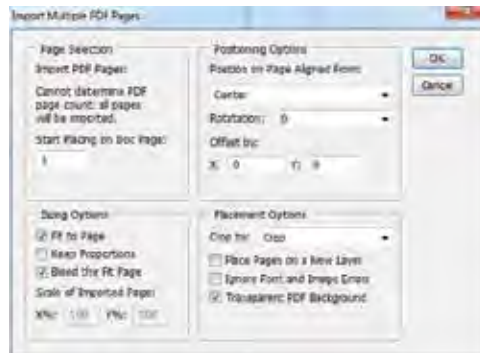 Import Multiple PDF Pages
Page Selection
Import PDF Pages:
Cannot determine PDF
page count: all pages
will be imported.
Start Placing on Doc Page:
1
Positioning Options
Position on Page Aligned From:
Center
Rotatation: 0
Offset by:
X: 0 Y: 0
OK
Cancel
Sizing Options
Fit to Page
Keep Proportions
Bleed the Fit Page
Scale of Imported Page:
X%: 100 Y%: 100
Placement Options
Crop to: Crop
Place Pages on a New Layer
Ignore Font and Image Errors
Transparent PDF Background